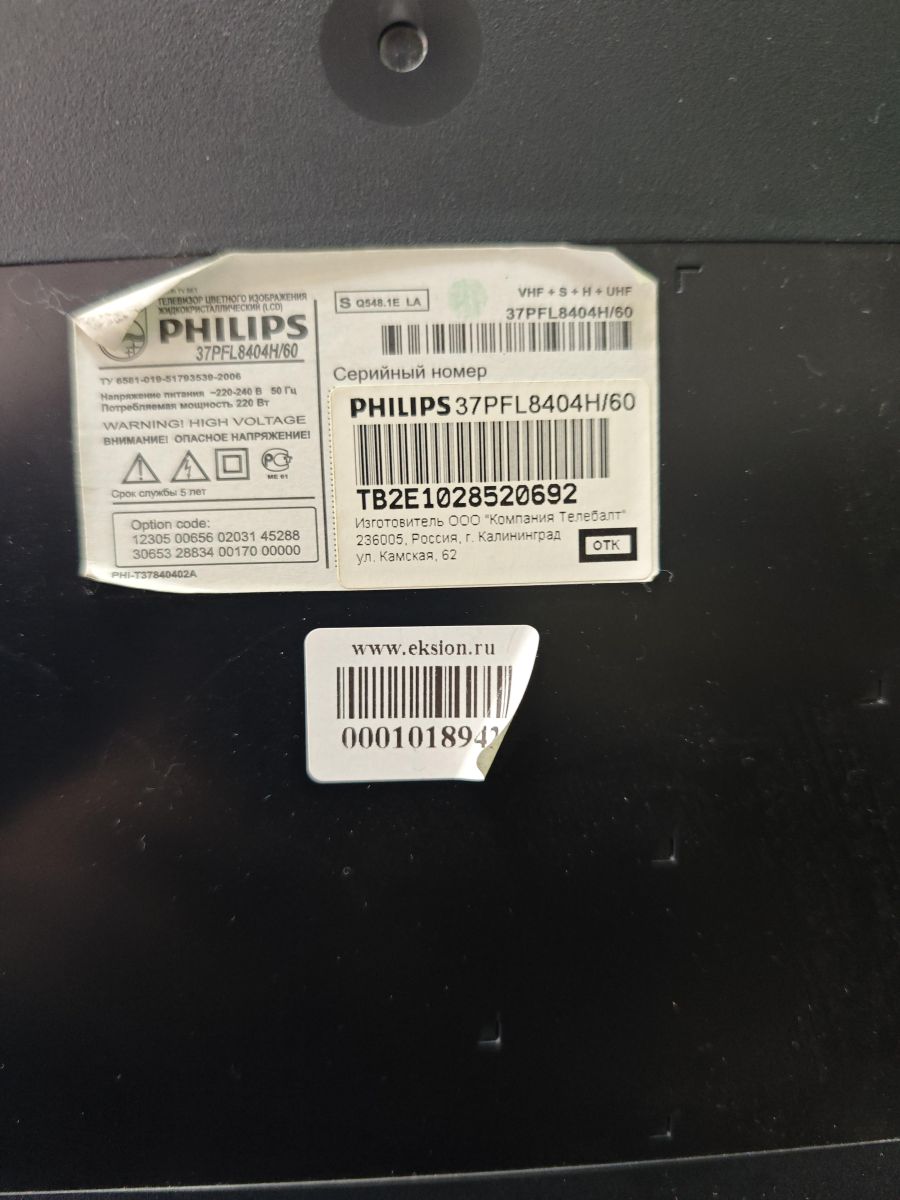 ТЕЛЕВИЗОР ЦВЕТНОГО ИЗОБРАЖЕНИЯ
ЖИДКОКРИСТАЛЛИЧЕСКИЙ (LCD)
PHILIPS
37PFL8404H/60
ТУ 6581-019-51793539-2006
Напряжение питания ~220-240 В 50 Гц
Потребляемая мощность 220 Вт
WARNING! HIGH VOLTAGE
ВНИМАНИЕ! ОПАСНОЕ НАПРЯЖЕНИЕ!
ME 61
Срок службы 5 лет
Option code:
12305 00656 02031 45288
30653 28834 00170 00000
PHI-T37840402A
S Q548.1E LA
VHF + S + H + UHF
37PFL8404H/60
Серийный номер
PHILIPS 37PFL8404H/60
TB2E1028520692
Изготовитель ООО "Компания Телебалт"
236005, Россия, г. Калининград
ул. Камская, 62
ОТК
www.eksion.ru
000101894